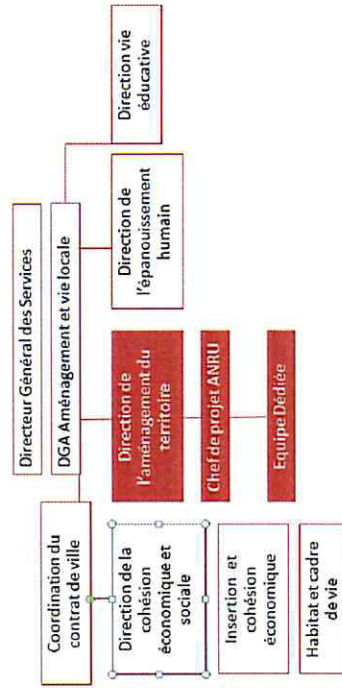 Directeur Général des Services
DGA Aménagement et vie locale
Coordination du
contrat de ville
Direction de la
cohésion
économique et
sociale
Insertion et
cohésion
économique
Habitat et cadre
de vie
Direction de
l'aménagement du
territoire
Chef de projet ANRU
Equipe Dédiée
Direction de
l'épanouissement
humain
Direction vie
éducative